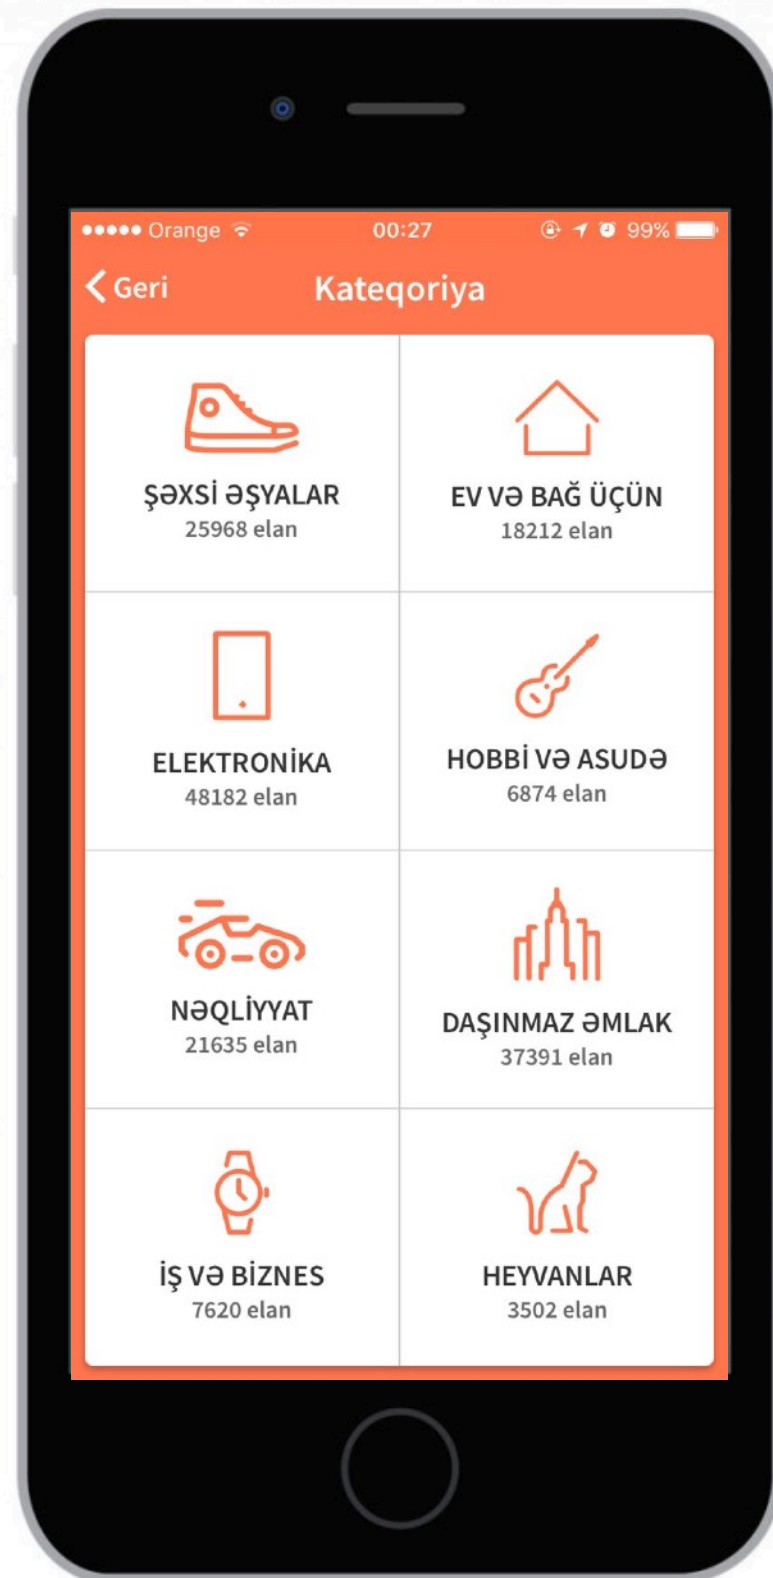 Orange 00:27 99%
Geri Kateqoriya
ŞƏXSİ ƏŞYALAR
25968 elan
EV VƏ BAĞ ÜÇÜN
18212 elan
ELEKTRONİKA
48182 elan
HOBBİ VƏ ASUDƏ
6874 elan
NƏQLİYYAT
21635 elan
DAŞINMAZ ƏMLAK
37391 elan
İŞ VƏ BİZNES
7620 elan
HEYVANLAR
3502 elan